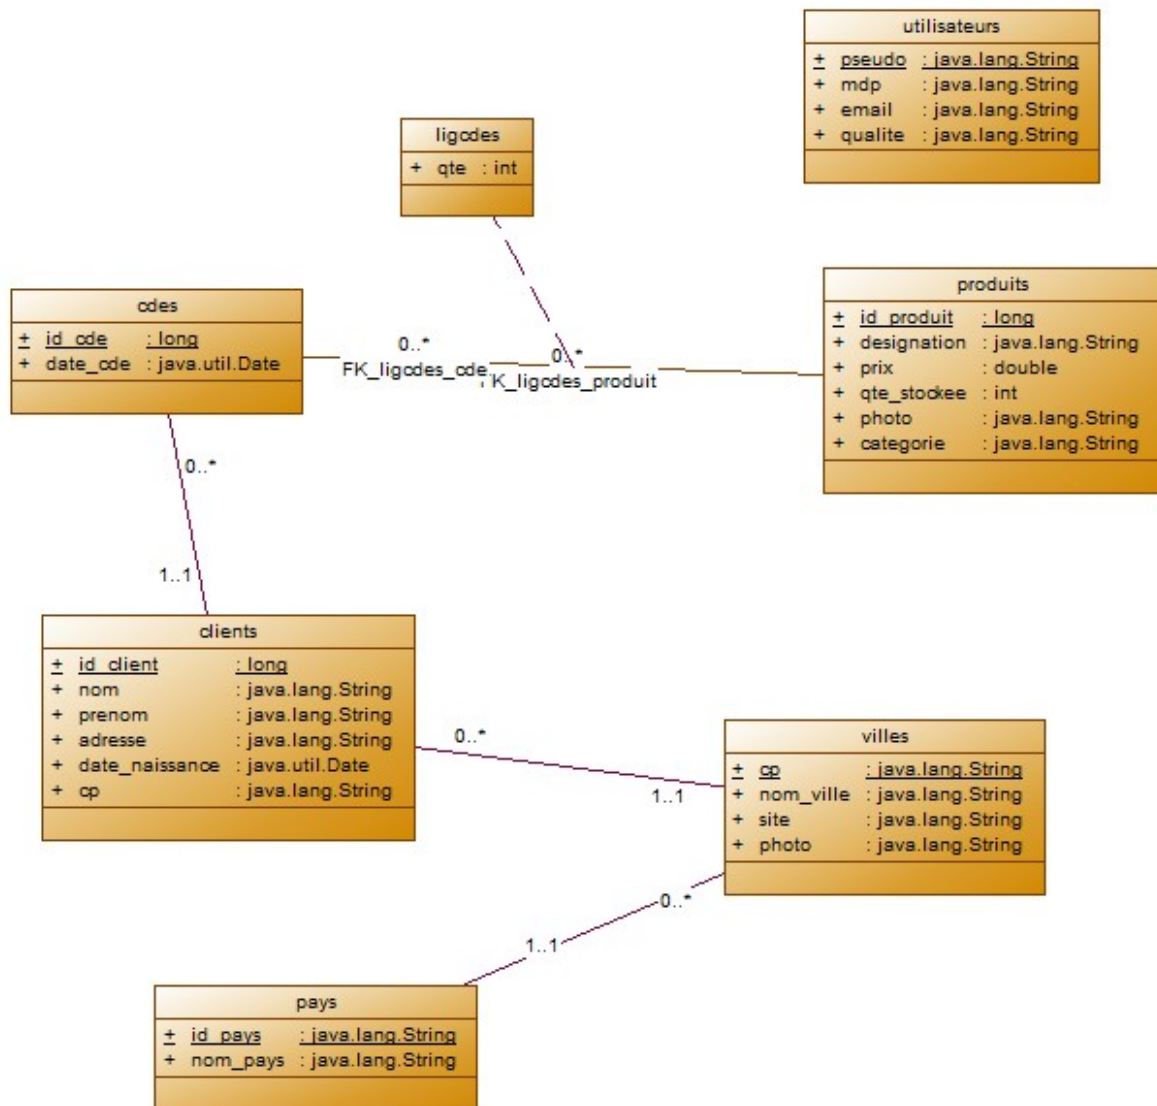 utilisateurs
+ pseudo : java.lang.String
+ mdp : java.lang.String
+ email : java.lang.String
+ qualite : java.lang.String
ligcdes
+ qte : int
cdes
+ id_cde : long
+ date_cde : java.util.Date
0..*
FK_ligcdes_cde
0..*
FK_ligcdes_produit
produits
+ id_produit : long
+ designation : java.lang.String
+ prix : double
+ qte_stockee : int
+ photo : java.lang.String
+ categorie : java.lang.String
0..*
1..1
clients
+ id_client : long
+ nom : java.lang.String
+ prenom : java.lang.String
+ adresse : java.lang.String
+ date_naissance : java.util.Date
+ cp : java.lang.String
0..*
1..1
villes
+ cp : java.lang.String
+ nom_ville : java.lang.String
+ site : java.lang.String
+ photo : java.lang.String
0..*
1..1
pays
+ id_pays : java.lang.String
+ nom_pays : java.lang.String